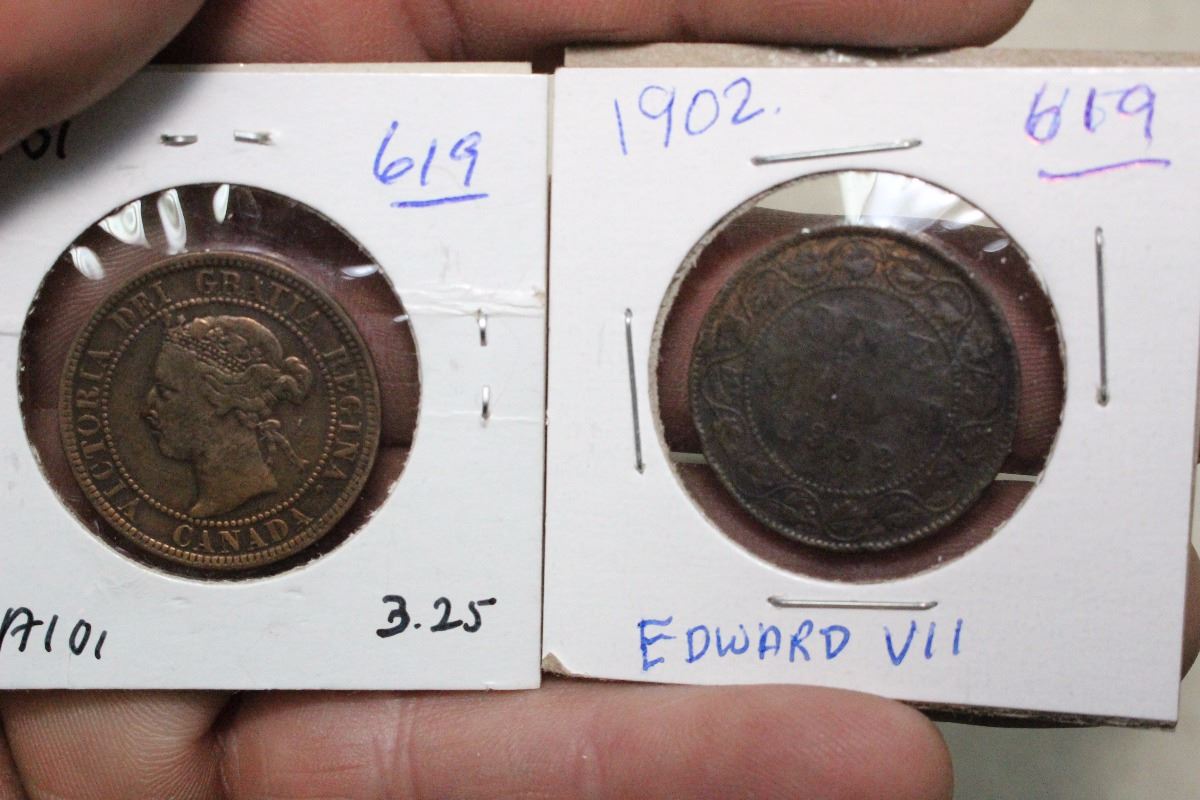 619
VICTORIA DEI GRATIA REGINA
CANADA
A101
3.25
1902.
619
EDWARD VII